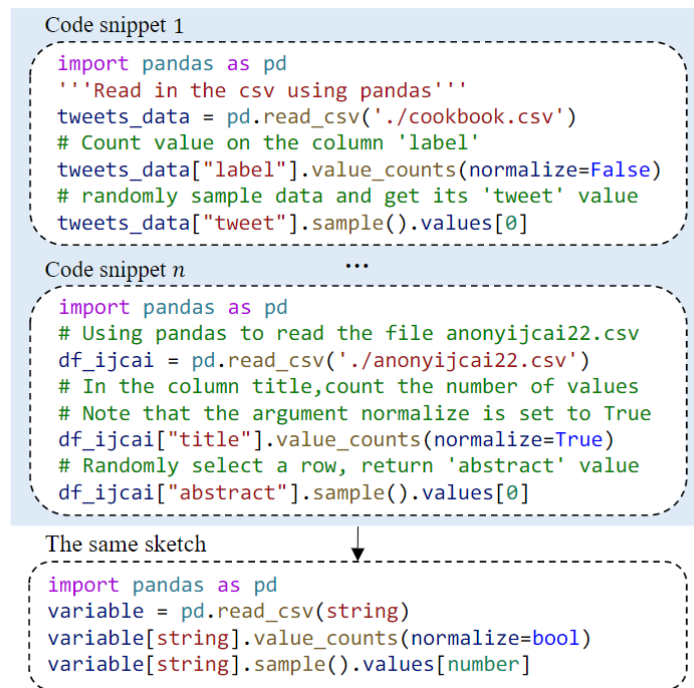 Code snippet 1
import pandas as pd
'''Read in the csv using pandas'''
tweets_data = pd.read_csv('./cookbook.csv')
# Count value on the column 'label'
tweets_data["label"].value_counts(normalize=False)
# randomly sample data and get its 'tweet' value
tweets_data["tweet"].sample().values[0]
Code snippet n
...
import pandas as pd
# Using pandas to read the file anonyijcai22.csv
df_ijcai = pd.read_csv('./anonyijcai22.csv')
# In the column title,count the number of values
# Note that the argument normalize is set to True
df_ijcai["title"].value_counts(normalize=True)
# Randomly select a row, return 'abstract' value
df_ijcai["abstract"].sample().values[0]
The same sketch
import pandas as pd
variable = pd.read_csv(string)
variable[string].value_counts(normalize=bool)
variable[string].sample().values[number]